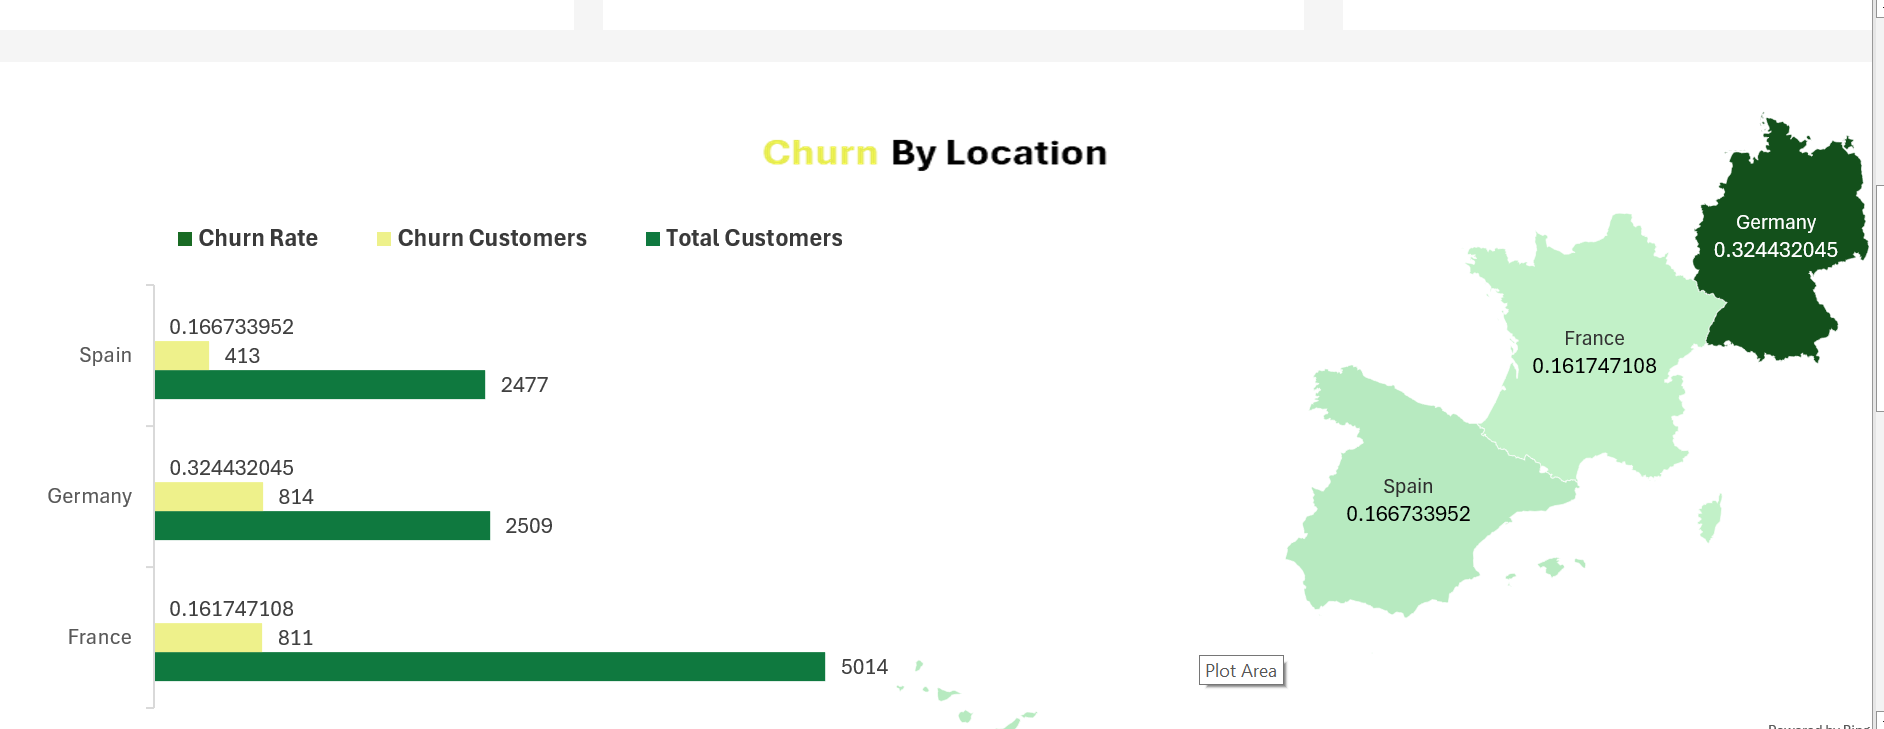 Churn By Location
Churn Rate
Churn Customers
Total Customers
Spain
0.166733952
413
2477
Germany
0.324432045
814
2509
France
0.161747108
811
5014
Germany
0.324432045
France
0.161747108
Spain
0.166733952
Plot Area
Powered by Bing